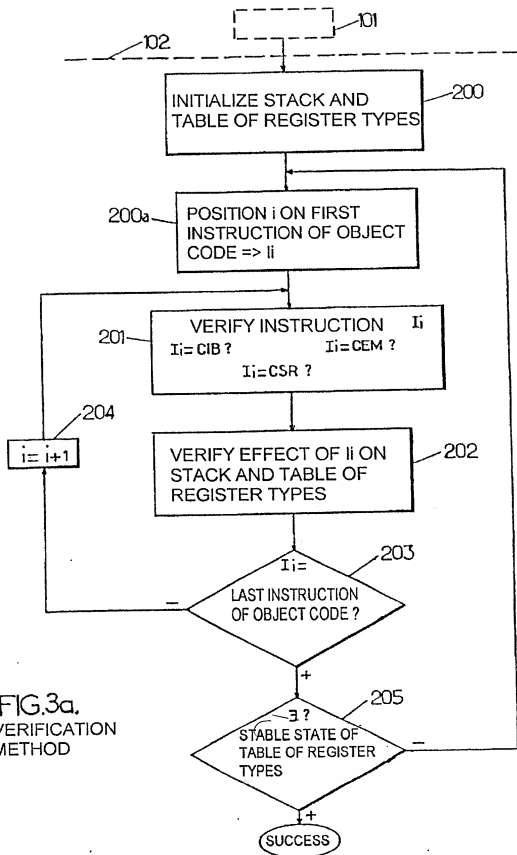 101
102
INITIALIZE STACK AND
TABLE OF REGISTER TYPES
200
200a
POSITION i ON FIRST
INSTRUCTION OF OBJECT
CODE => Ii
201
VERIFY INSTRUCTION Ii
Ii=CIB ? Ii=CEM ?
Ii=CSR ?
204
i= i+1
VERIFY EFFECT OF Ii ON
STACK AND TABLE OF
REGISTER TYPES
202
203
Ii=
LAST INSTRUCTION
OF OBJECT CODE ?
−
+
205
∃ ?
STABLE STATE OF
TABLE OF REGISTER
TYPES
−
+
SUCCESS
FIG.3a.
VERIFICATION
METHOD